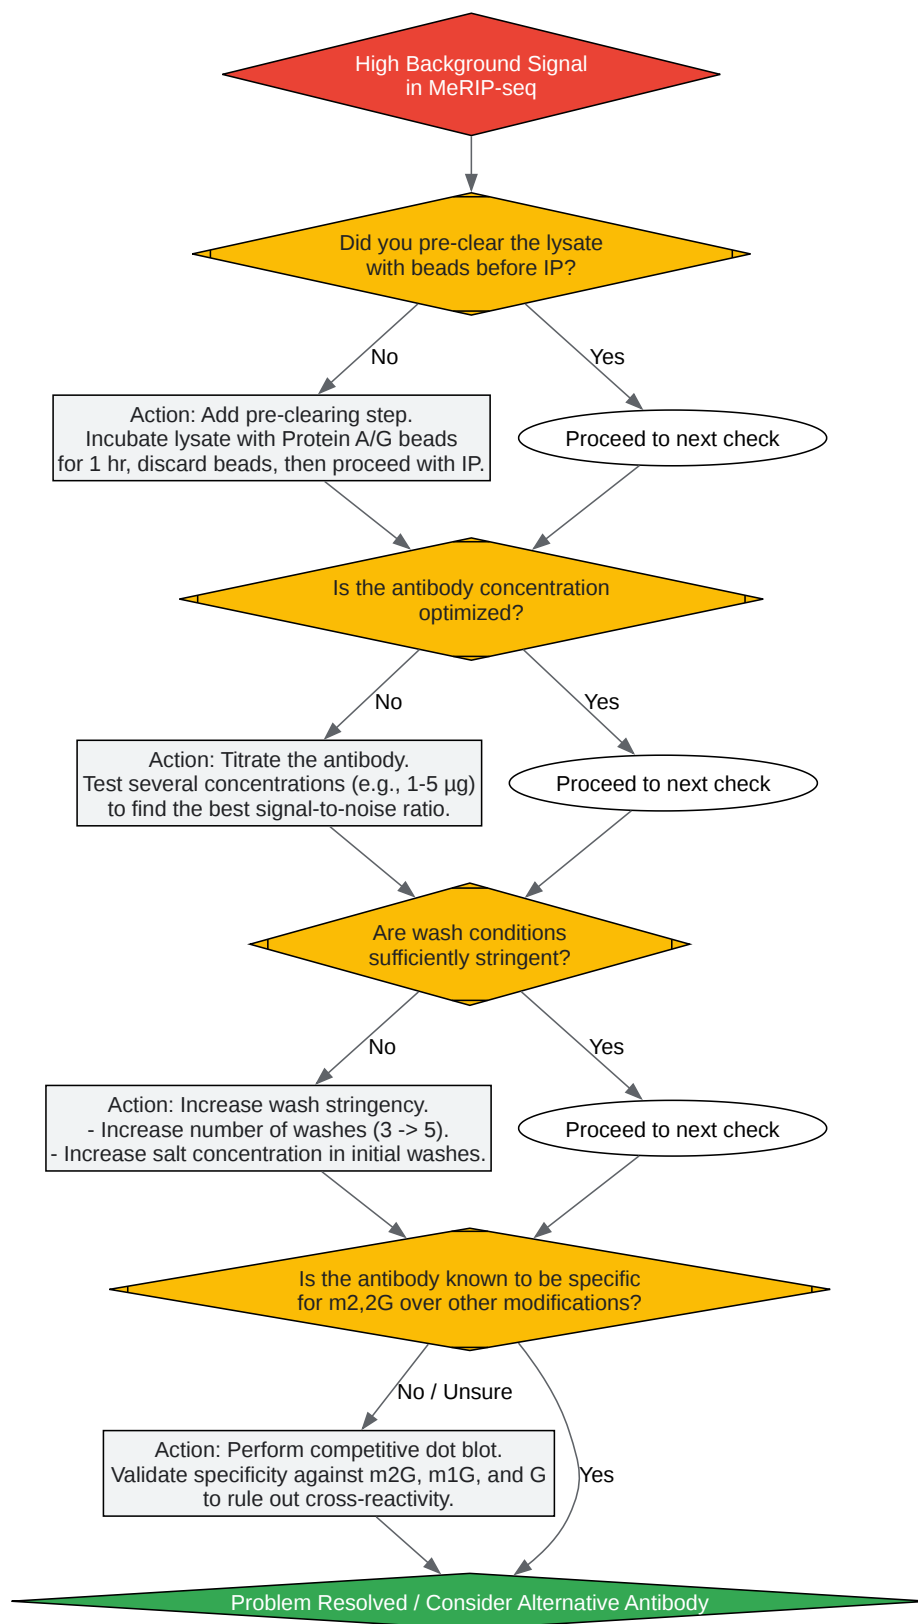 High Background Signal
in MeRIP-seq
Did you pre-clear the lysate
with beads before IP?
No
Yes
Action: Add pre-clearing step.
Incubate lysate with Protein A/G beads
for 1 hr, discard beads, then proceed with IP.
Proceed to next check
Is the antibody concentration
optimized?
No
Yes
Action: Titrate the antibody.
Test several concentrations (e.g., 1-5 µg)
to find the best signal-to-noise ratio.
Proceed to next check
Are wash conditions
sufficiently stringent?
No
Yes
Action: Increase wash stringency.
- Increase number of washes (3 -> 5).
- Increase salt concentration in initial washes.
Proceed to next check
Is the antibody known to be specific
for m2,2G over other modifications?
No / Unsure
Yes
Action: Perform competitive dot blot.
Validate specificity against m2G, m1G, and G
to rule out cross-reactivity.
Problem Resolved / Consider Alternative Antibody